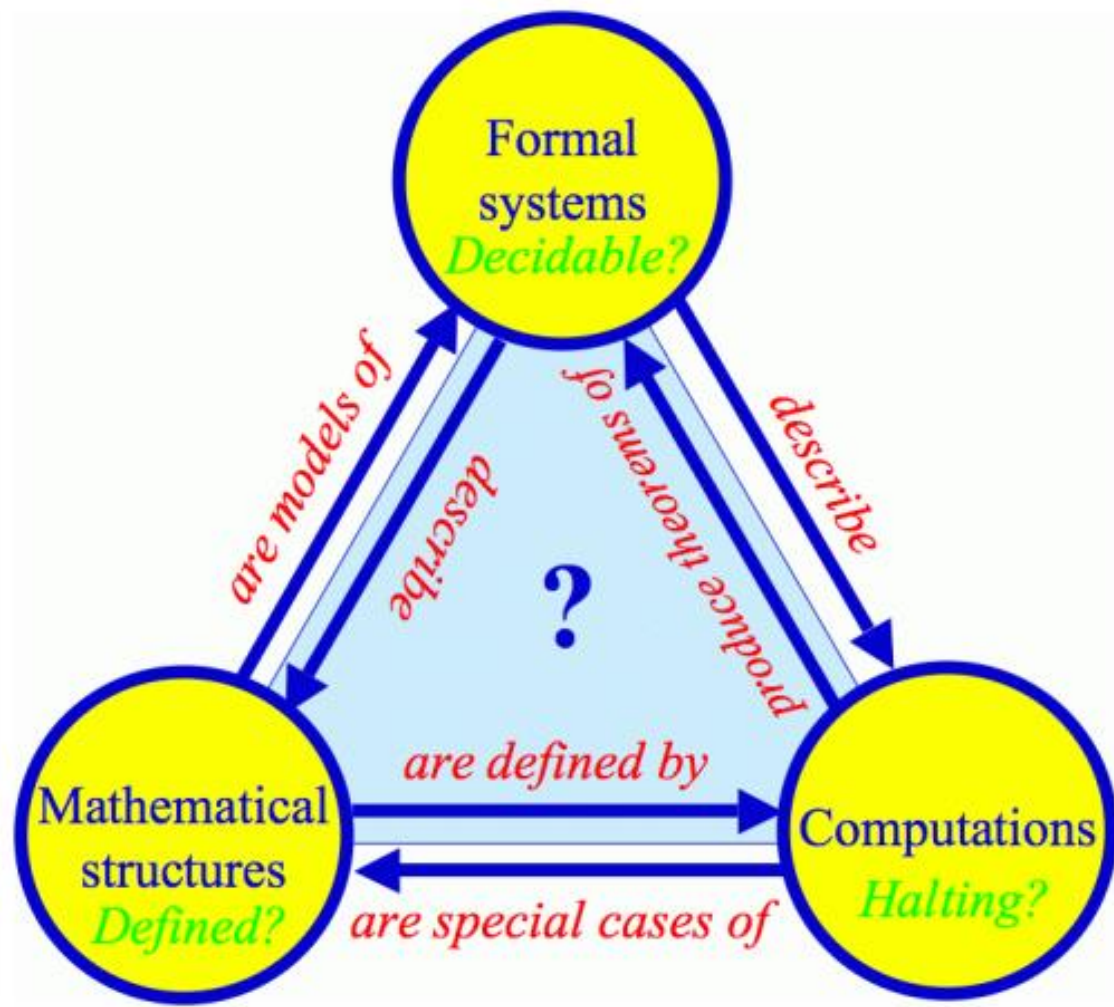 Formal
systems
Decidable?
are models of
describe
produce theorems of
describe
?
are defined by
Mathematical
structures
Defined?
Computations
Halting?
are special cases of